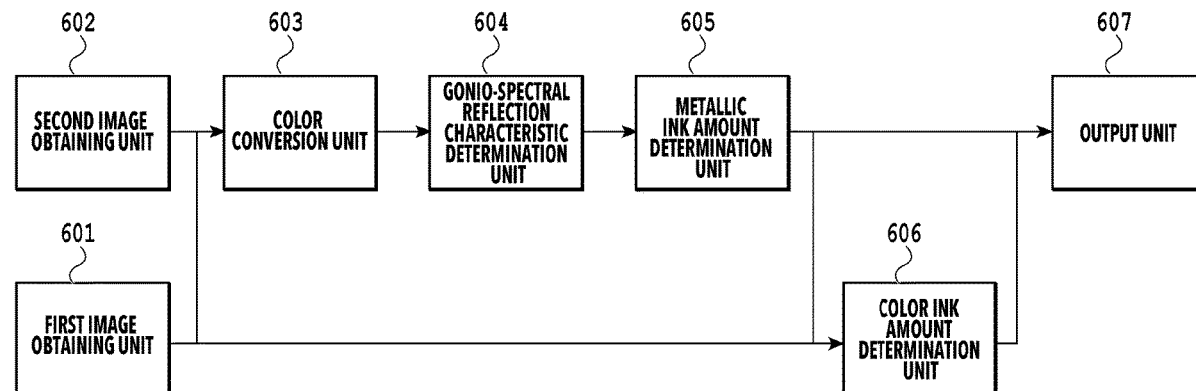 602
603
604
605
607
SECOND IMAGE
OBTAINING UNIT
COLOR
CONVERSION UNIT
GONIO-SPECTRAL
REFLECTION
CHARACTERISTIC
DETERMINATION
UNIT
METALLIC
INK AMOUNT
DETERMINATION
UNIT
OUTPUT UNIT
601
606
FIRST IMAGE
OBTAINING UNIT
COLOR INK
AMOUNT
DETERMINATION
UNIT